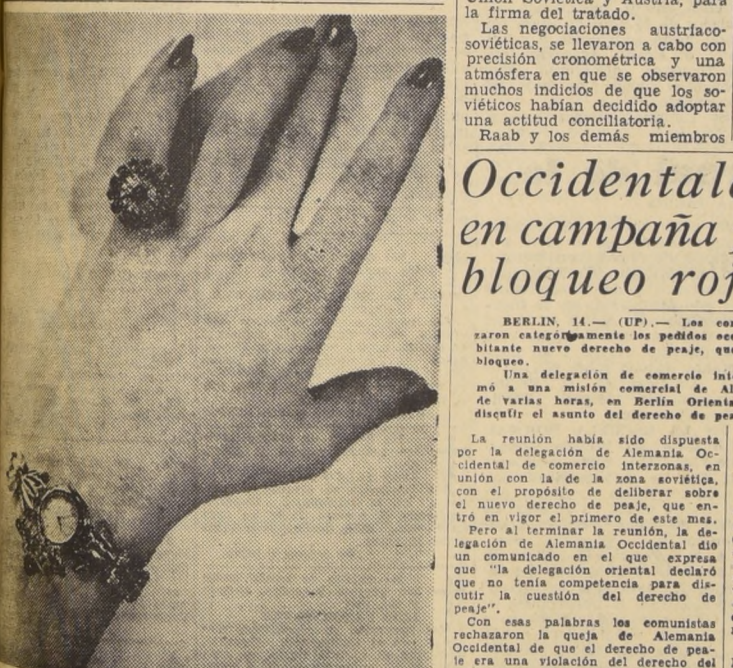 la firma del tratado.
Las negociaciones austríaco-
soviéticas, se llevaron a cabo con
precisión cronométrica y una
atmósfera en que se observaron
muchos indicios de que los so-
viéticos habían decidido adoptar
una actitud conciliatoria.
Raab y los demás miembros
en campaña
bloqueo
BERLIN, 14.— (UP).— Los
zaron categóricamente los pedidos
bitante nuevo derecho de peaje,
bloqueo.
Una delegación de comercio
mó a una misión comercial de
de varias horas, en Berlín
discutir el asunto del derecho de
La reunión había sido dispuesta
por la delegación de Alemania Oc-
cidental de comercio interzonas, en
unión con la de la zona soviética,
con el propósito de deliberar sobre
el nuevo derecho de peaje, que en-
tró en vigor el primero de este mes.
Pero al terminar la reunión, la de-
legación de Alemania Occidental dio
un comunicado en el que expresa
que "la delegación oriental declaró
que no tenía competencia para dis-
cutir la cuestión del derecho de
peaje".
Con esas palabras los comunistas
rechazaron la queja de Alemania
Occidental de que el derecho de pea-
je era una violación del derecho del